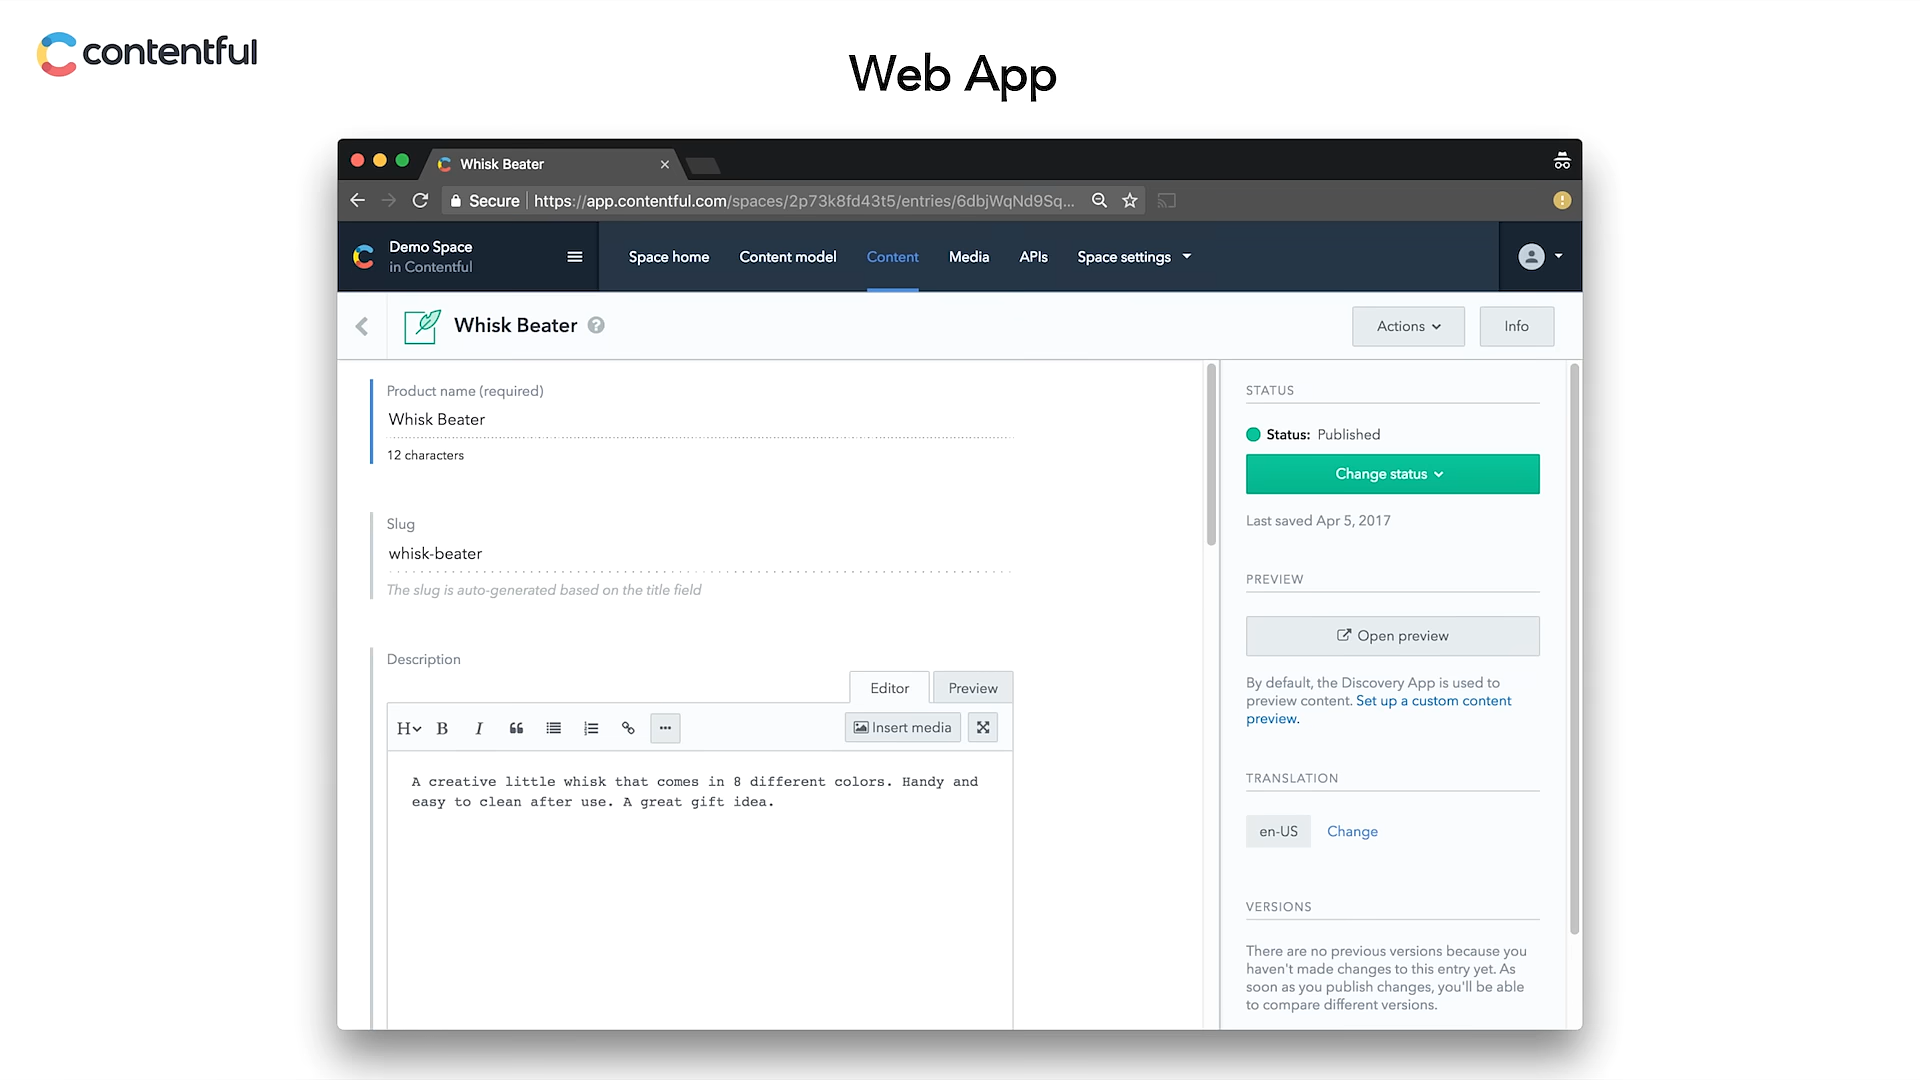 contentful
Web App
Whisk Beater
Secure https://app.contentful.com/spaces/2p73k8fd43t5/entries/6dbjWqNd9Sq...
Demo Space
in Contentful
Space home Content model Content Media APIs Space settings
Whisk Beater ?
Actions Info
Product name (required)
Whisk Beater
12 characters
Slug
whisk-beater
The slug is auto-generated based on the title field
Description
Editor Preview
H B I Insert media
A creative little whisk that comes in 8 different colors. Handy and
easy to clean after use. A great gift idea.
STATUS
Status: Published
Change status
Last saved Apr 5, 2017
PREVIEW
Open preview
By default, the Discovery App is used to
preview content. Set up a custom content
preview.
TRANSLATION
en-US Change
VERSIONS
There are no previous versions because you
haven't made changes to this entry yet. As
soon as you publish changes, you'll be able
to compare different versions.